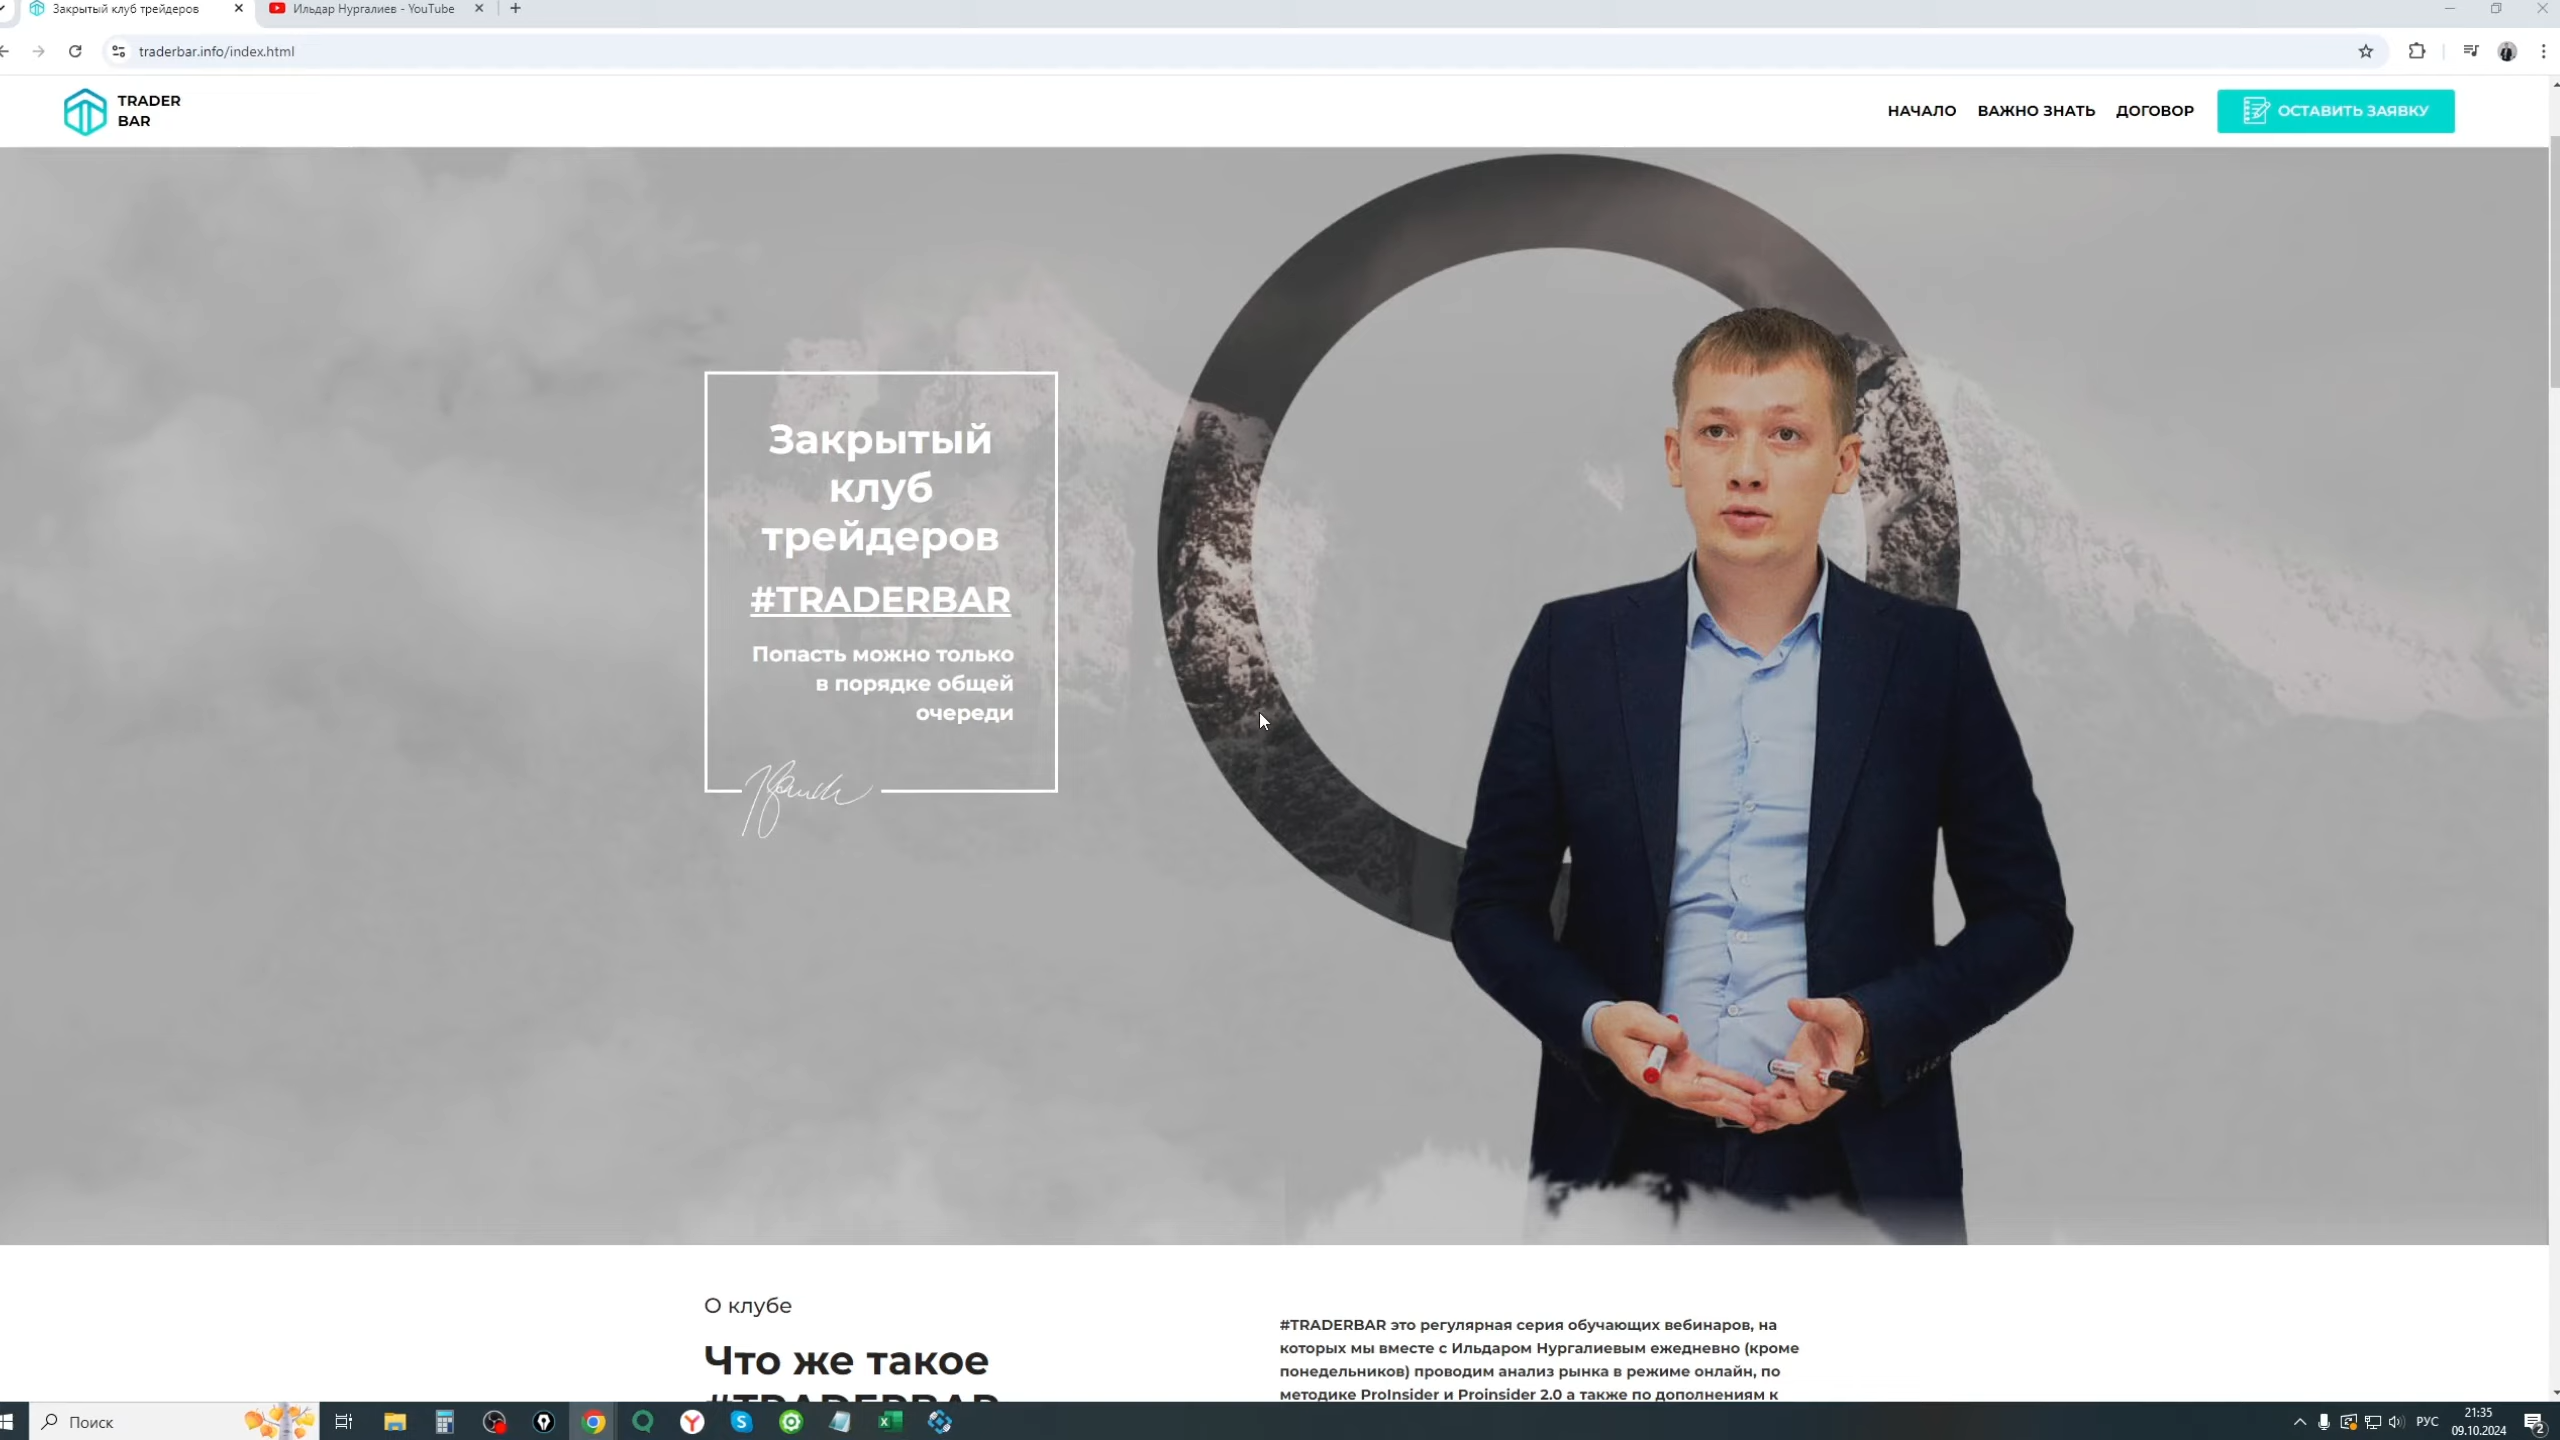 Закрытый клуб трейдеров
Ильдар Нургалиев - YouTube
traderbar.info/index.html
TRADER
BAR
НАЧАЛО
ВАЖНО ЗНАТЬ
ДОГОВОР
ОСТАВИТЬ ЗАЯВКУ
Закрытый
клуб
трейдеров
#TRADERBAR
Попасть можно только
в порядке общей
очереди
О клубе
Что же такое
#TRADERBAR
#TRADERBAR это регулярная серия обучающих вебинаров, на
которых мы вместе с Ильдаром Нургалиевым ежедневно (кроме
понедельников) проводим анализ рынка в режиме онлайн, по
методике ProInsider и Proinsider 2.0 а также по дополнениям к
Поиск
РУС
21:35
09.10.2024
2